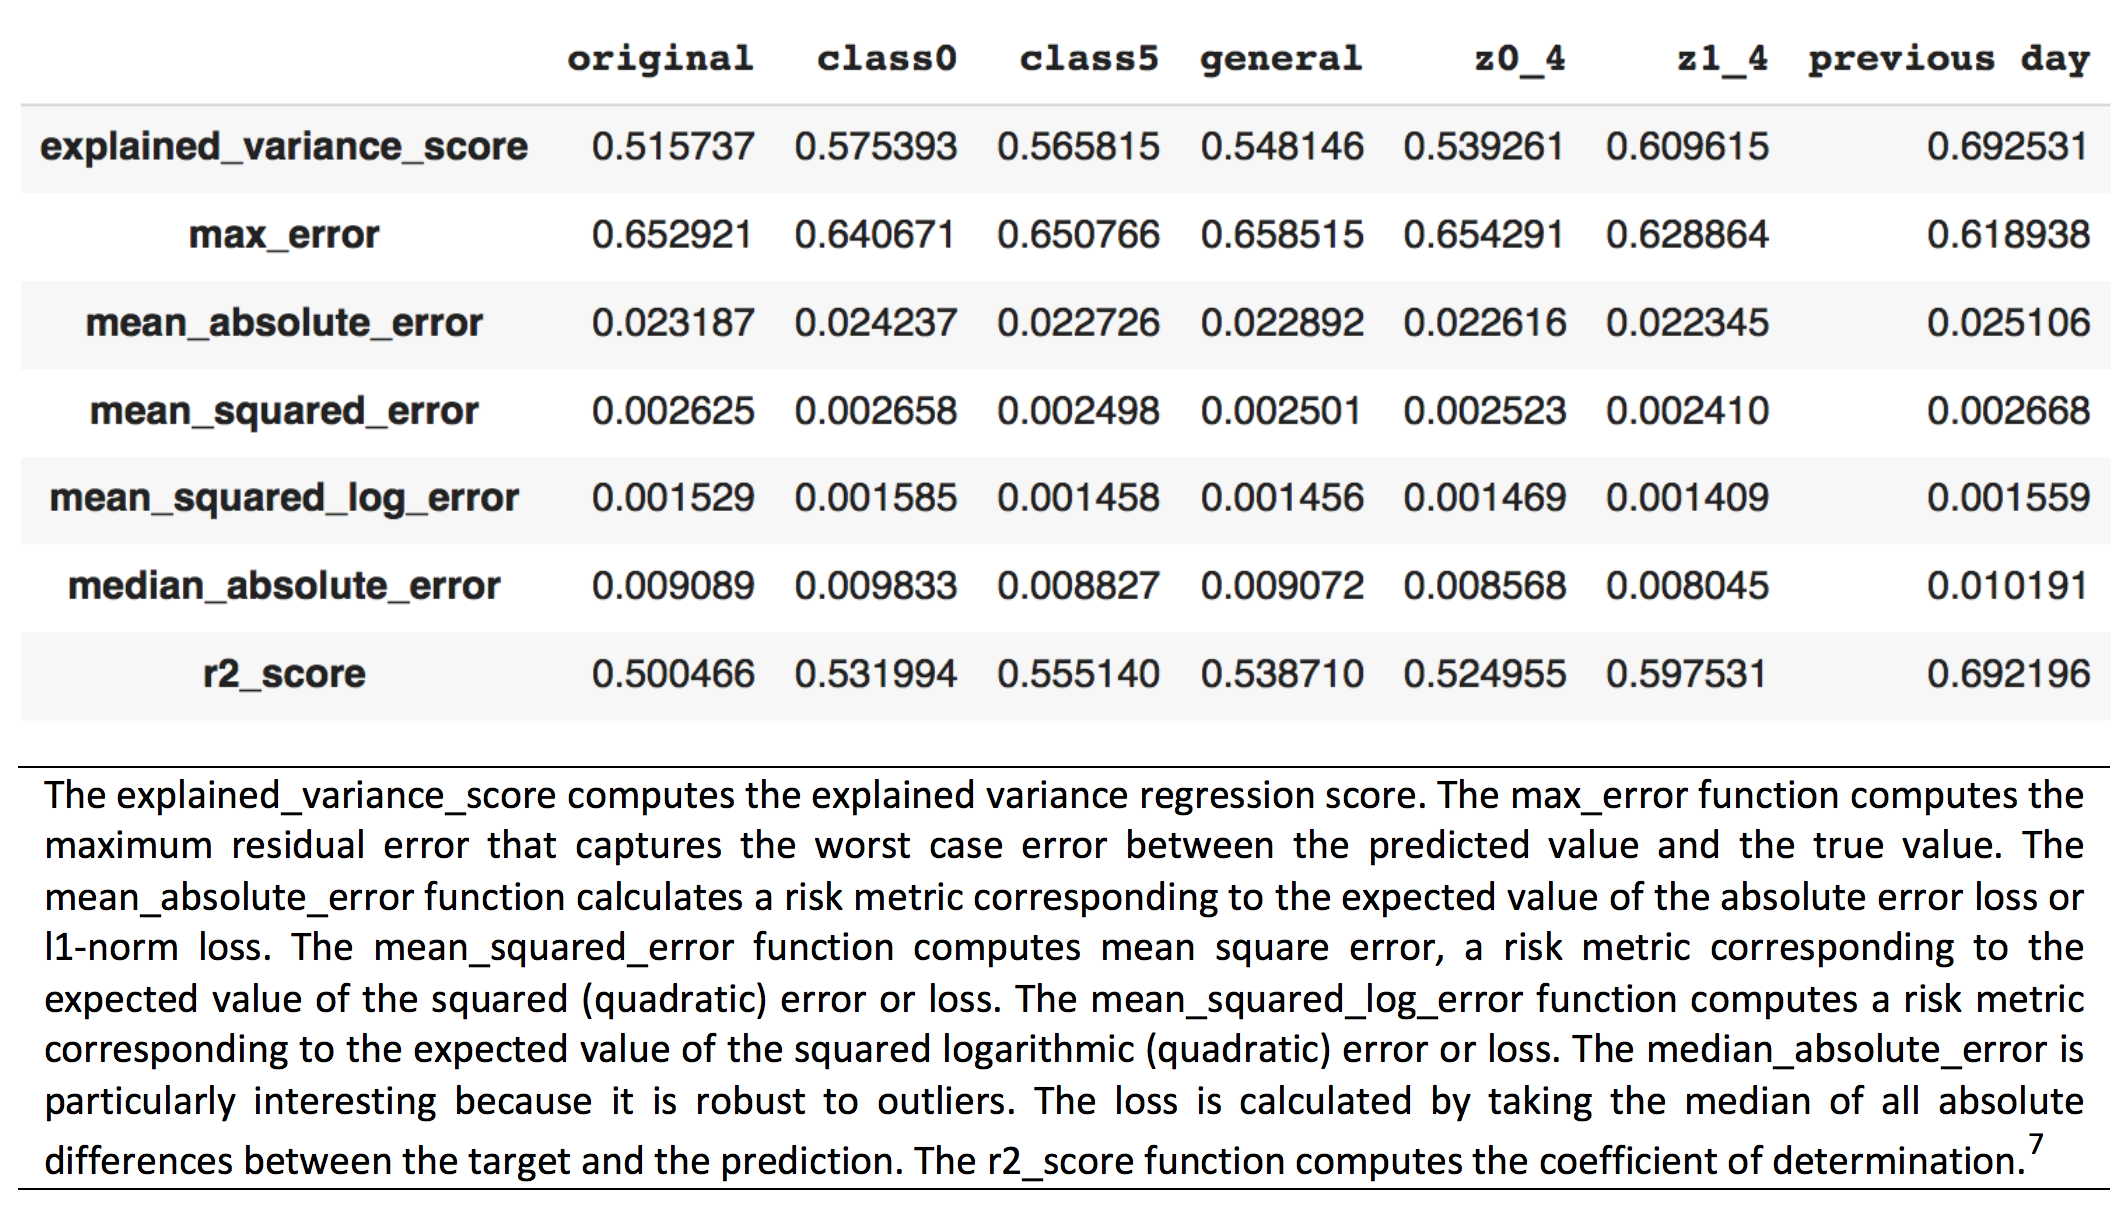 original class0 class5 general z0_4 z1_4 previous day
explained_variance_score 0.515737 0.575393 0.565815 0.548146 0.539261 0.609615 0.692531
max_error 0.652921 0.640671 0.650766 0.658515 0.654291 0.628864 0.618938
mean_absolute_error 0.023187 0.024237 0.022726 0.022892 0.022616 0.022345 0.025106
mean_squared_error 0.002625 0.002658 0.002498 0.002501 0.002523 0.002410 0.002668
mean_squared_log_error 0.001529 0.001585 0.001458 0.001456 0.001469 0.001409 0.001559
median_absolute_error 0.009089 0.009833 0.008827 0.009072 0.008568 0.008045 0.010191
r2_score 0.500466 0.531994 0.555140 0.538710 0.524955 0.597531 0.692196
The explained_variance_score computes the explained variance regression score. The max_error function computes the
maximum residual error that captures the worst case error between the predicted value and the true value. The
mean_absolute_error function calculates a risk metric corresponding to the expected value of the absolute error loss or
l1-norm loss. The mean_squared_error function computes mean square error, a risk metric corresponding to the
expected value of the squared (quadratic) error or loss. The mean_squared_log_error function computes a risk metric
corresponding to the expected value of the squared logarithmic (quadratic) error or loss. The median_absolute_error is
particularly interesting because it is robust to outliers. The loss is calculated by taking the median of all absolute
differences between the target and the prediction. The r2_score function computes the coefficient of determination.7